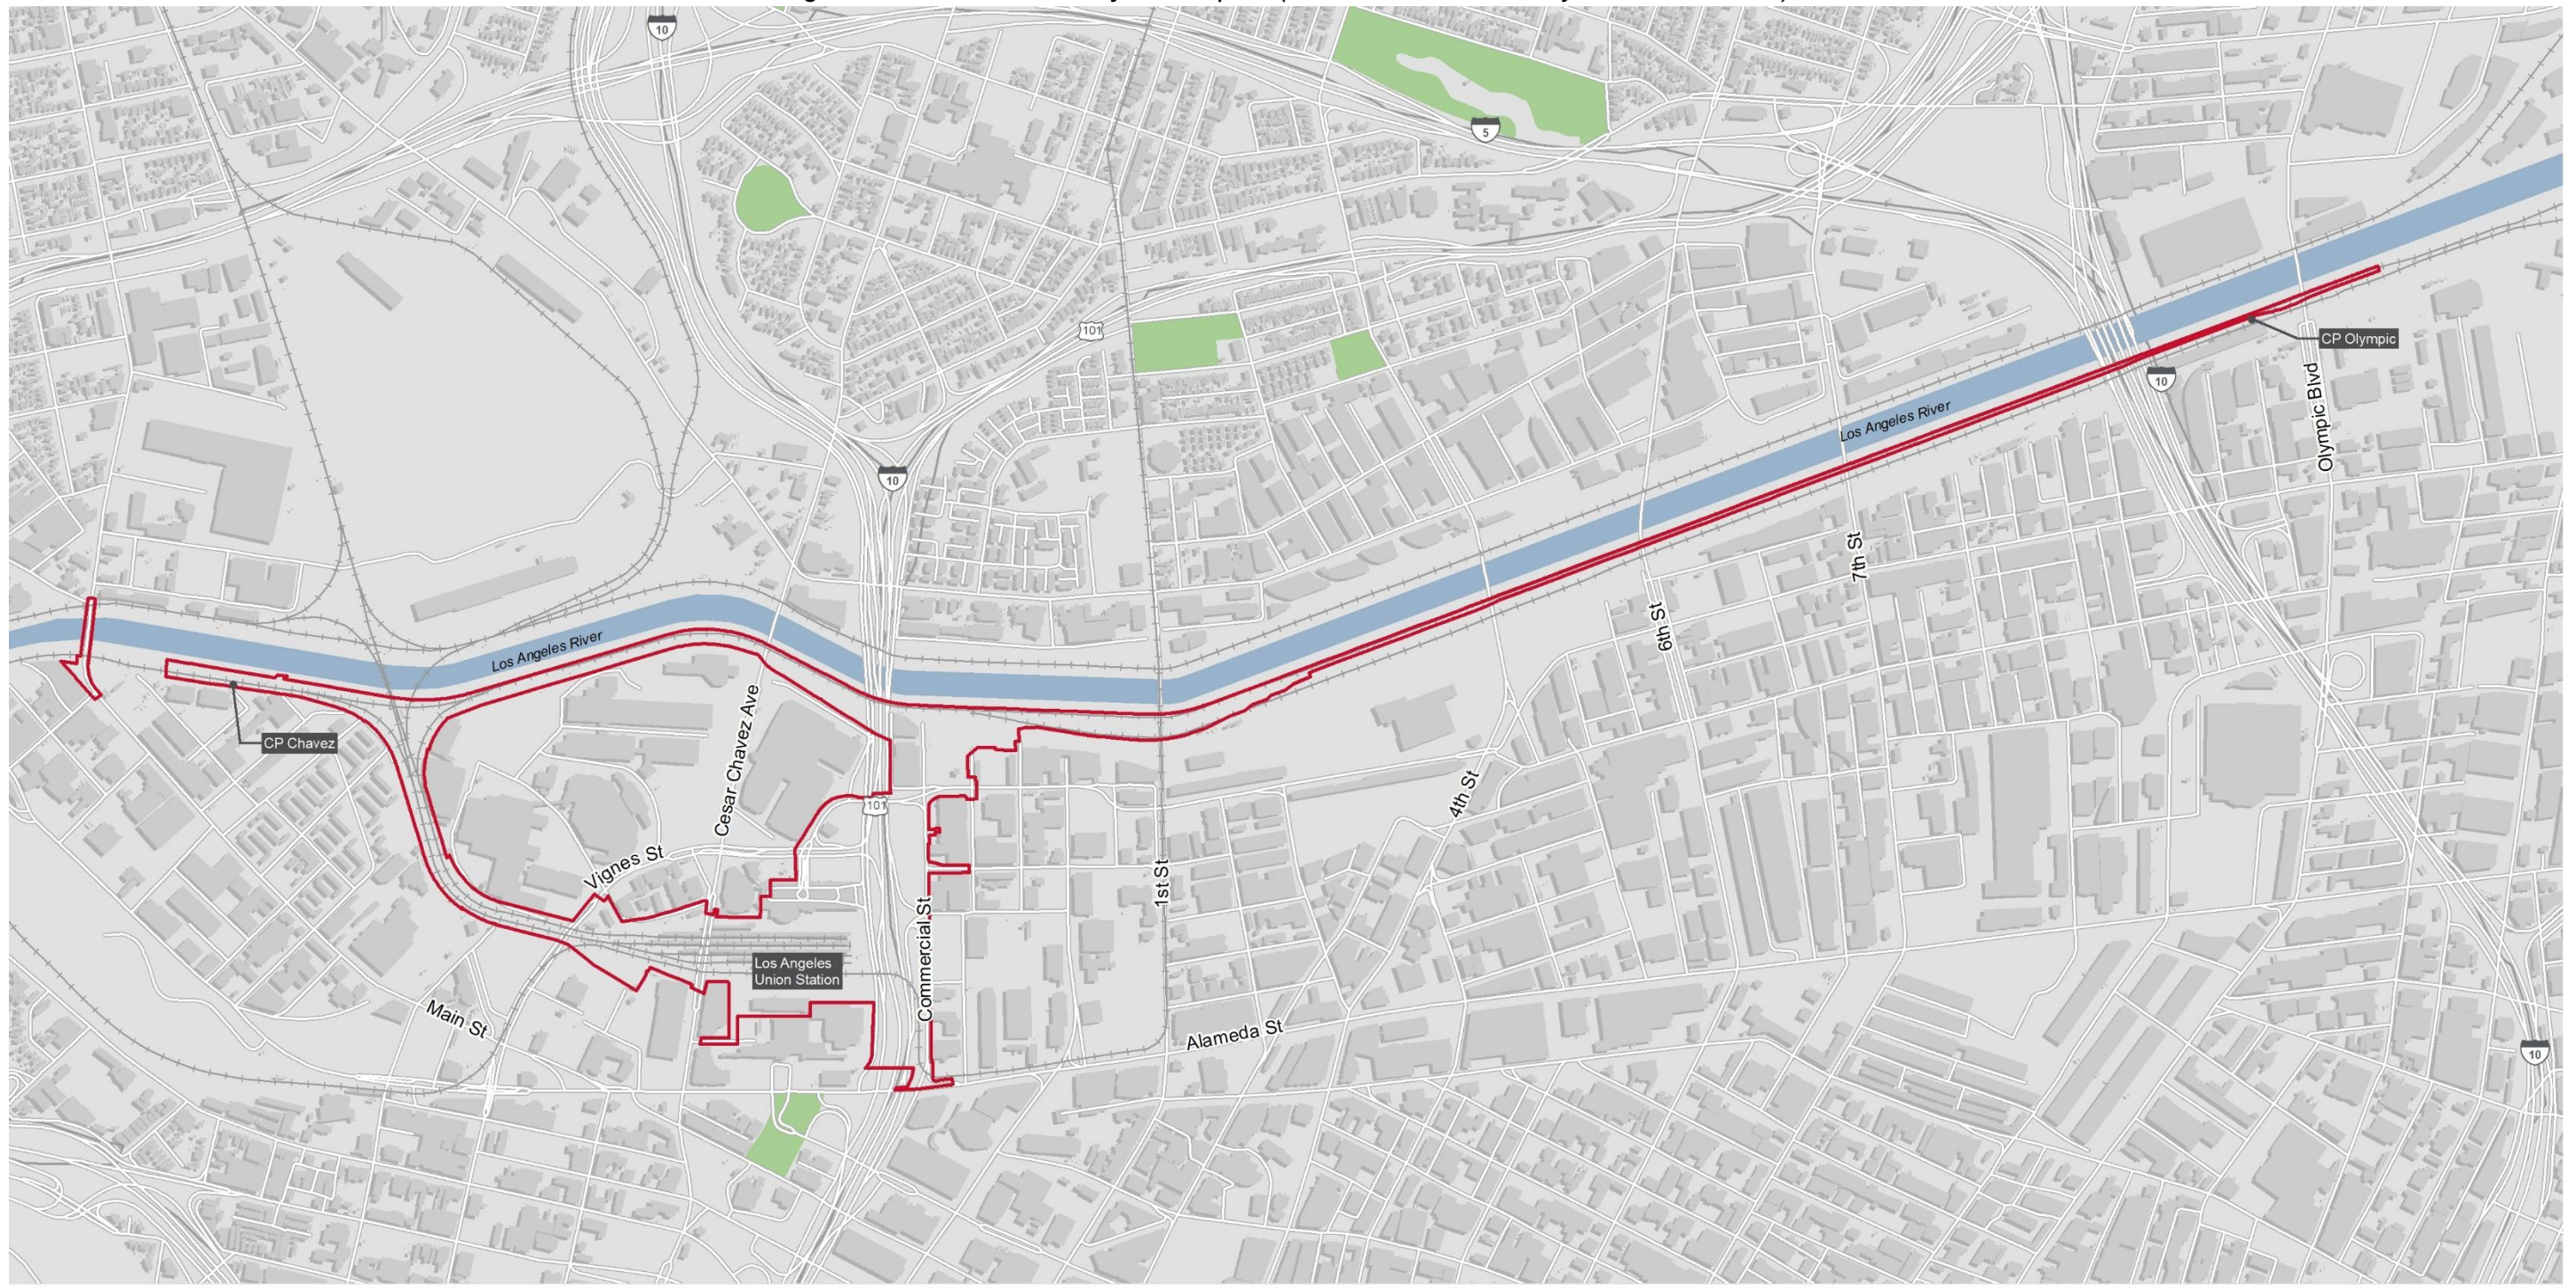 10
5
101
CP Olympic
10
Olympic Blvd
Los Angeles River
10
7th St
6th St
Los Angeles River
Cesar Chavez Ave
CP Chavez
4th St
101
Vignes St
1st St
Commercial St
Los Angeles
Union Station
Main St
Alameda St
10